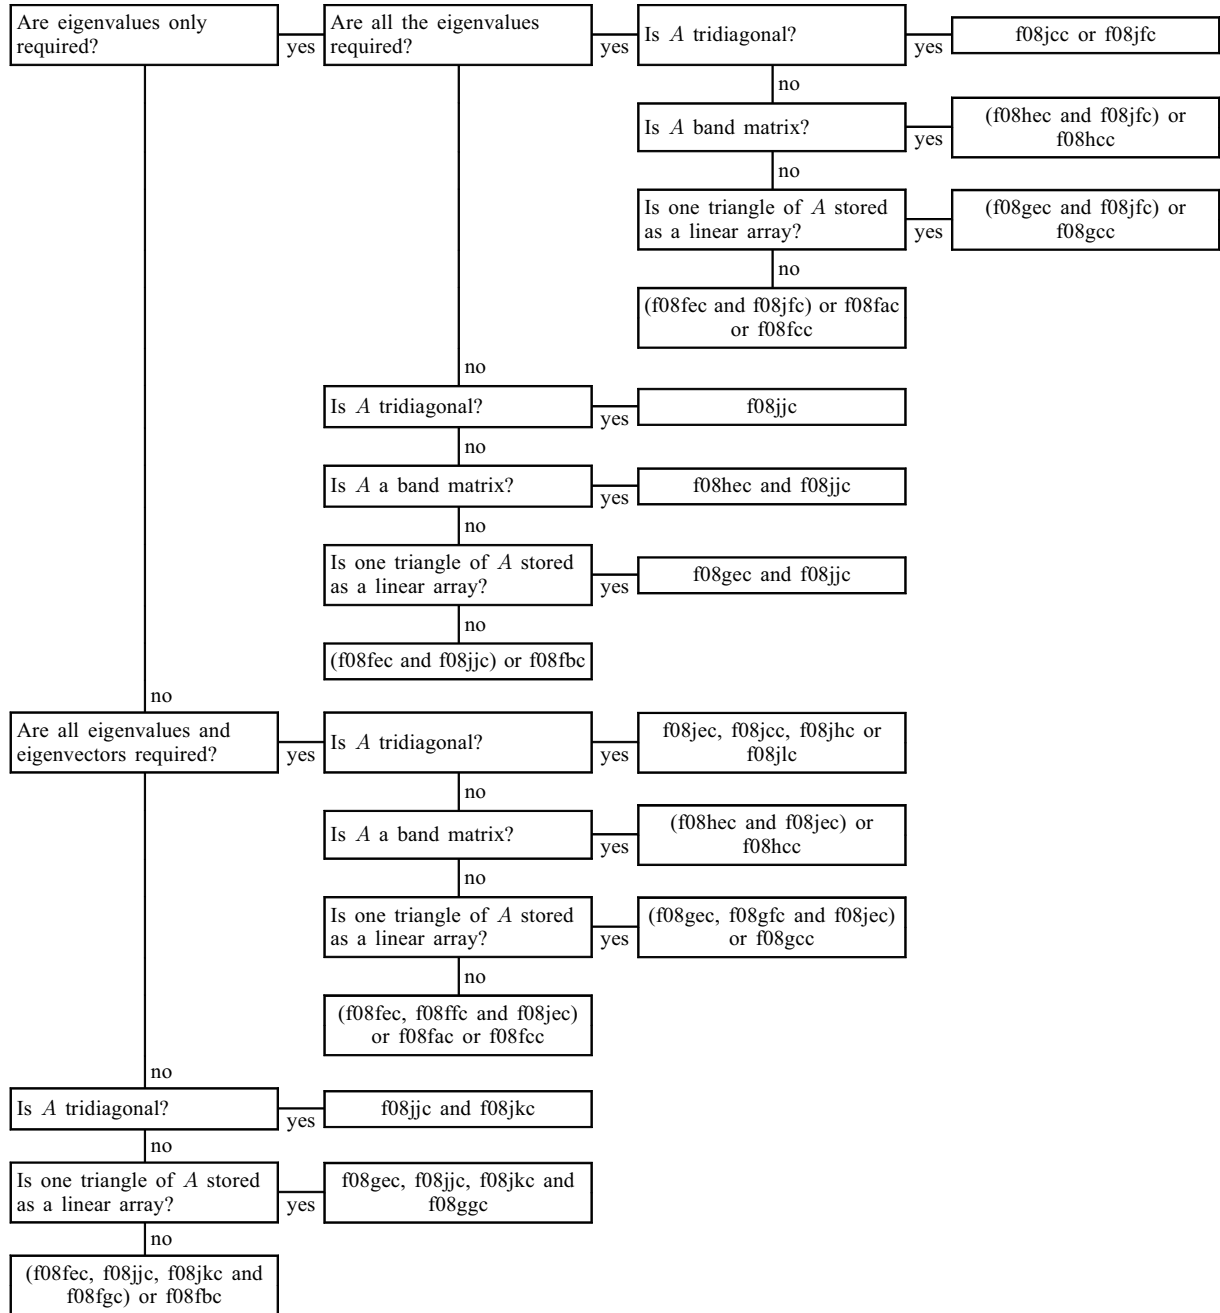 Are eigenvalues only
required?
yes
Are all the eigenvalues
required?
yes
Is A tridiagonal?
yes
f08jcc or f08jfc
no
Is A band matrix?
yes
(f08hec and f08jfc) or
f08hcc
no
Is one triangle of A stored
as a linear array?
yes
(f08gec and f08jfc) or
f08gcc
no
(f08fec and f08jfc) or f08fac
or f08fcc
no
Is A tridiagonal?
yes
f08jjc
no
Is A a band matrix?
yes
f08hec and f08jjc
no
Is one triangle of A stored
as a linear array?
yes
f08gec and f08jjc
no
(f08fec and f08jjc) or f08fbc
no
Are all eigenvalues and
eigenvectors required?
yes
Is A tridiagonal?
yes
f08jec, f08jcc, f08jhc or
f08jlc
no
Is A a band matrix?
yes
(f08hec and f08jec) or
f08hcc
no
Is one triangle of A stored
as a linear array?
yes
(f08gec, f08gfc and f08jec)
or f08gcc
no
(f08fec, f08ffc and f08jec)
or f08fac or f08fcc
no
Is A tridiagonal?
yes
f08jjc and f08jkc
no
Is one triangle of A stored
as a linear array?
yes
f08gec, f08jjc, f08jkc and
f08ggc
no
(f08fec, f08jjc, f08jkc and
f08fgc) or f08fbc